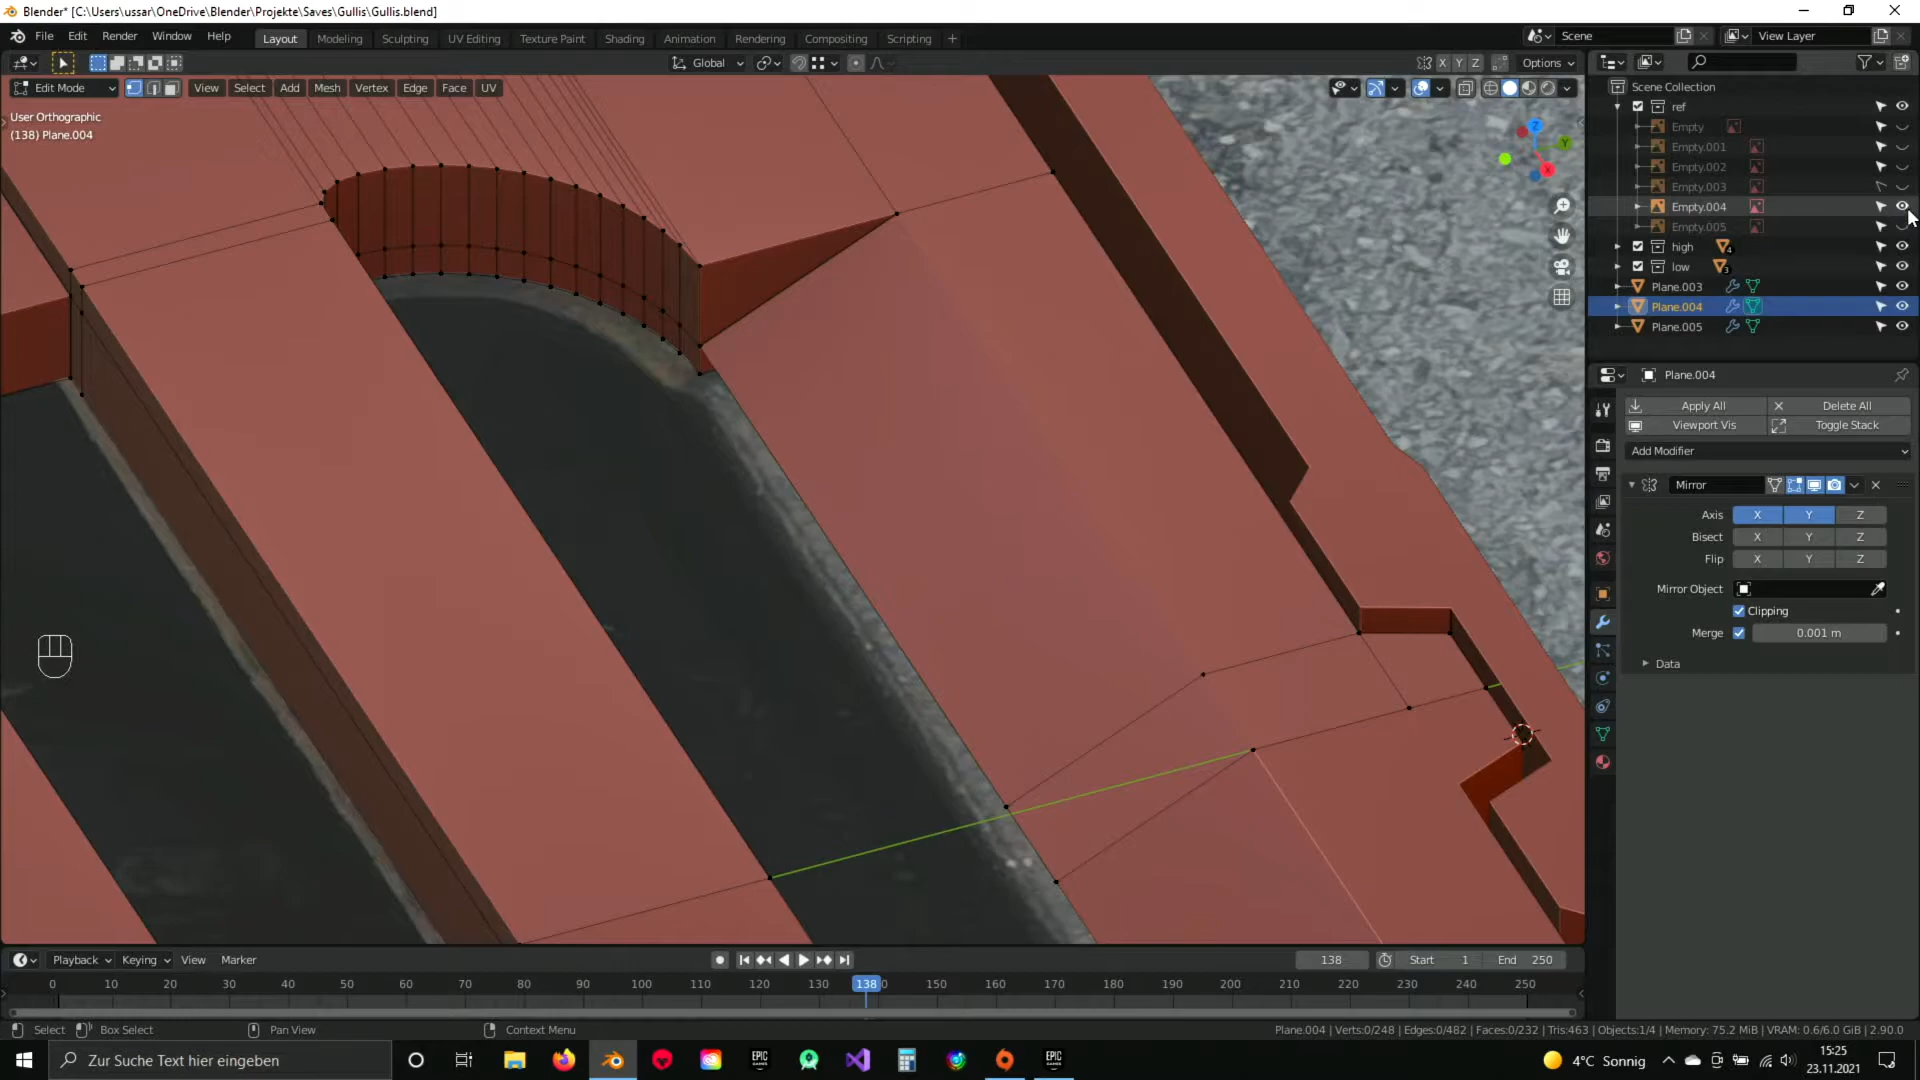 Blender* [C:\Users\ussar\OneDrive\Blender\Projekte\Saves\Gullis\Gullis.blend]
File Edit Render Window Help
Layout Modeling Sculpting UV Editing Texture Paint Shading Animation Rendering Compositing Scripting +
Scene View Layer
Global X Y Z Options
Edit Mode View Select Add Mesh Vertex Edge Face UV
User Orthographic
(138) Plane.004
Z
Y
X
Scene Collection
ref
Empty
Empty.001
Empty.002
Empty.003
Empty.004
Empty.005
high 4
low 3
Plane.003
Plane.004
Plane.005
Plane.004
Apply All Delete All
Viewport Vis Toggle Stack
Add Modifier
Mirror
Axis X Y Z
Bisect X Y Z
Flip X Y Z
Mirror Object
Clipping
Merge 0.001 m
Data
Playback Keying View Marker
138 Start 1 End 250
0 10 20 30 40 50 60 70 80 90 100 110 120 130 138 150 160 170 180 190 200 210 220 230 240 250
Select Box Select Pan View Context Menu
Plane.004 | Verts:0/248 | Edges:0/482 | Faces:0/232 | Tris:463 | Objects:1/4 | Memory: 75.2 MiB | VRAM: 0.6/6.0 GiB | 2.90.0
Zur Suche Text hier eingeben
EPIC GAMES
EPIC GAMES
4°C Sonnig
15:25
23.11.2021